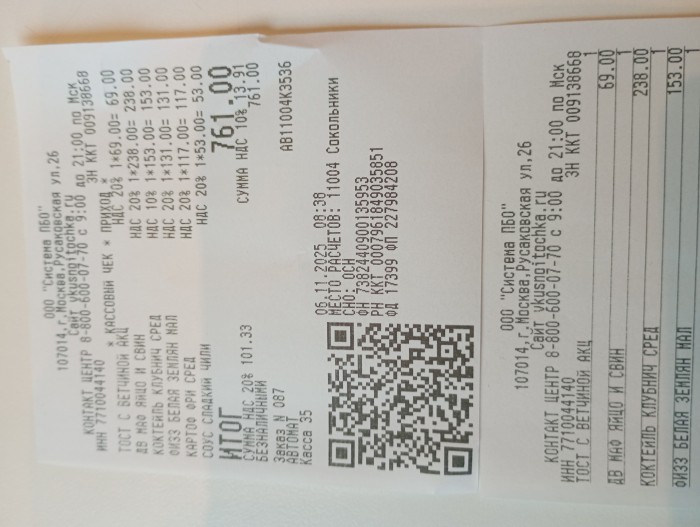 ООО "Система ПБО"
107014,г.Москва,Русаковская ул,26
Сайт vkusnoitochka.ru
КОНТАКТ ЦЕНТР 8-800-600-07-70 с 9:00 до 21:00 по Мск
ИНН 7710044140 ЗН ККТ 009138668
* КАССОВЫЙ ЧЕК * ПРИХОД *
ТОСТ С ВЕТЧИНОЙ АКЦ НДС 20% 1*69.00= 69.00
ДВ МАФ ЯЙЦО И СВИН НДС 20% 1*238.00= 238.00
КОКТЕЙЛЬ КЛУБНИЧ СРЕД НДС 10% 1*153.00= 153.00
ФИЗЗ БЕЛАЯ ЗЕМЛЯН МАЛ НДС 20% 1*131.00= 131.00
КАРТОФ ФРИ СРЕД НДС 20% 1*117.00= 117.00
СОУС СЛАДКИЙ ЧИЛИ НДС 20% 1*53.00= 53.00
ИТОГ 761.00
СУММА НДС 20% 101.33 СУММА НДС 10% 13.91
БЕЗНАЛИЧНЫМИ 761.00
Заказ N 087
АВТОМАТ АВ11004К3536
Касса 35
06.11.2025 08:38
МЕСТО РАСЧЕТОВ: 11004 Сокольники
СНО: ОСН
ФН 7382440900135953
РН ККТ 0007961849035851
ФД 17399 ФП 227984208
ООО "Система ПБО"
107014,г.Москва,Русаковская ул,26
КОНТАКТ ЦЕНТР 8-800-600-07-70 с 9:00 до 21:00 по Мск
ИНН 7710044140 ЗН ККТ 009138668
ТОСТ С ВЕТЧИНОЙ АКЦ 1
69.00
ДВ МАФ ЯЙЦО И СВИН 1
238.00
КОКТЕЙЛЬ КЛУБНИЧ СРЕД 1
153.00
ФИЗЗ БЕЛАЯ ЗЕМЛЯН МАЛ 1